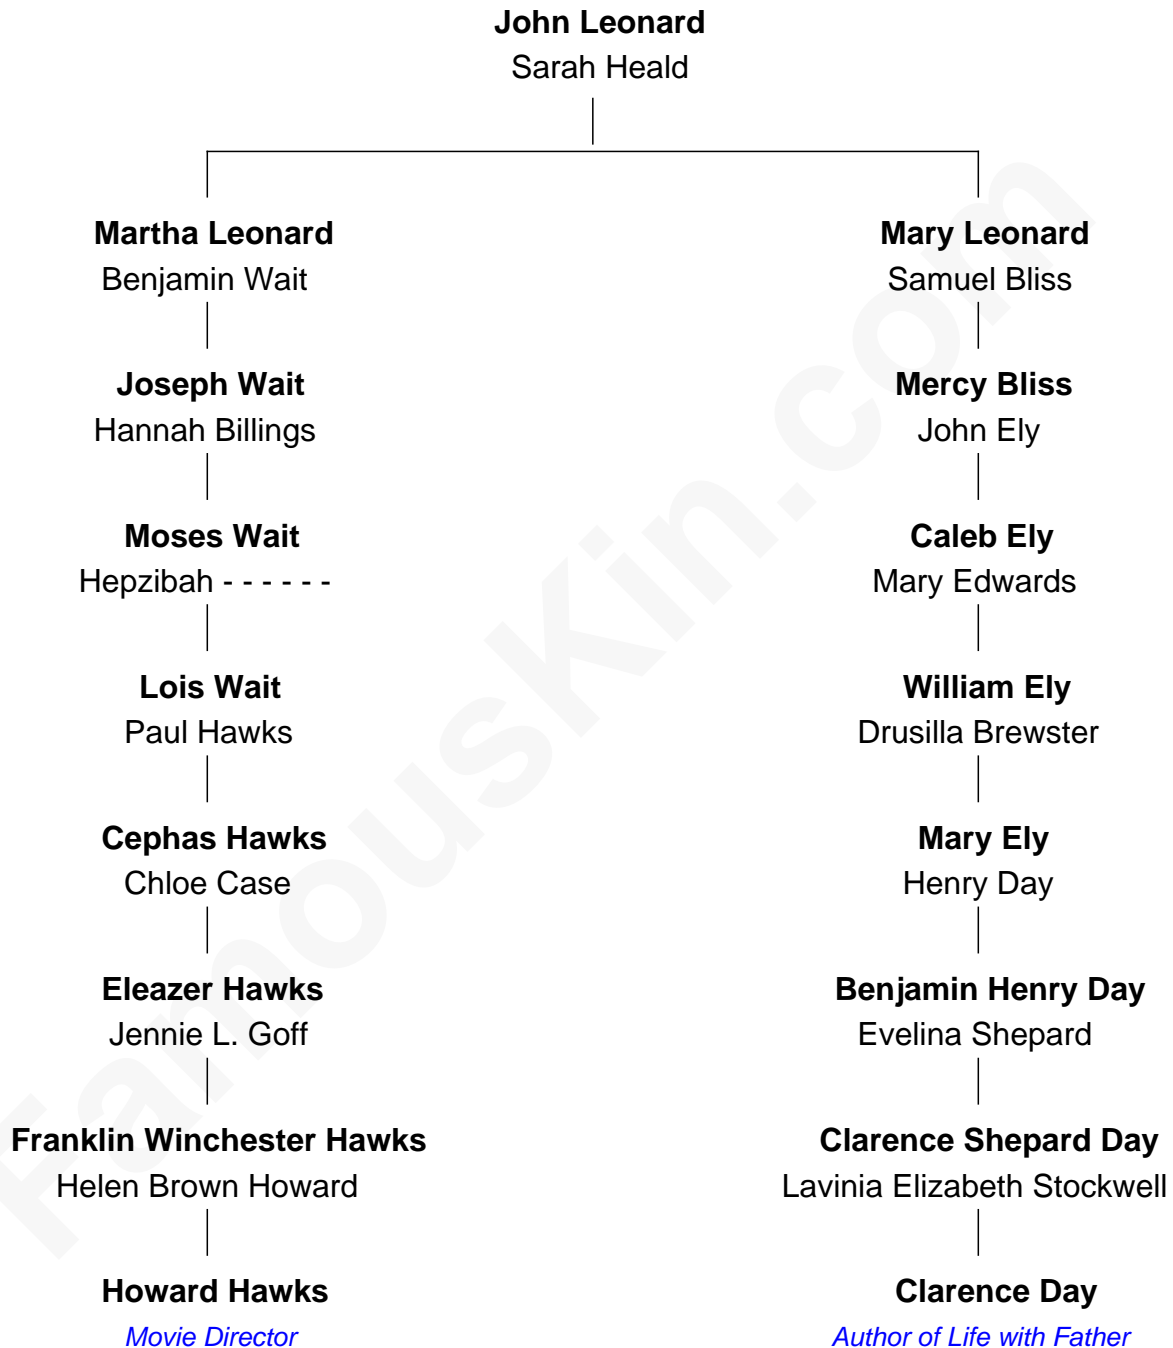 John Leonard
Sarah Heald
Martha Leonard
Benjamin Wait
Mary Leonard
Samuel Bliss
Joseph Wait
Hannah Billings
Mercy Bliss
John Ely
Moses Wait
Hepzibah - - - - - -
Caleb Ely
Mary Edwards
Lois Wait
Paul Hawks
William Ely
Drusilla Brewster
Cephas Hawks
Chloe Case
Mary Ely
Henry Day
Eleazer Hawks
Jennie L. Goff
Benjamin Henry Day
Evelina Shepard
Franklin Winchester Hawks
Helen Brown Howard
Clarence Shepard Day
Lavinia Elizabeth Stockwell
Howard Hawks
Movie Director
Clarence Day
Author of Life with Father
FamousKin.com